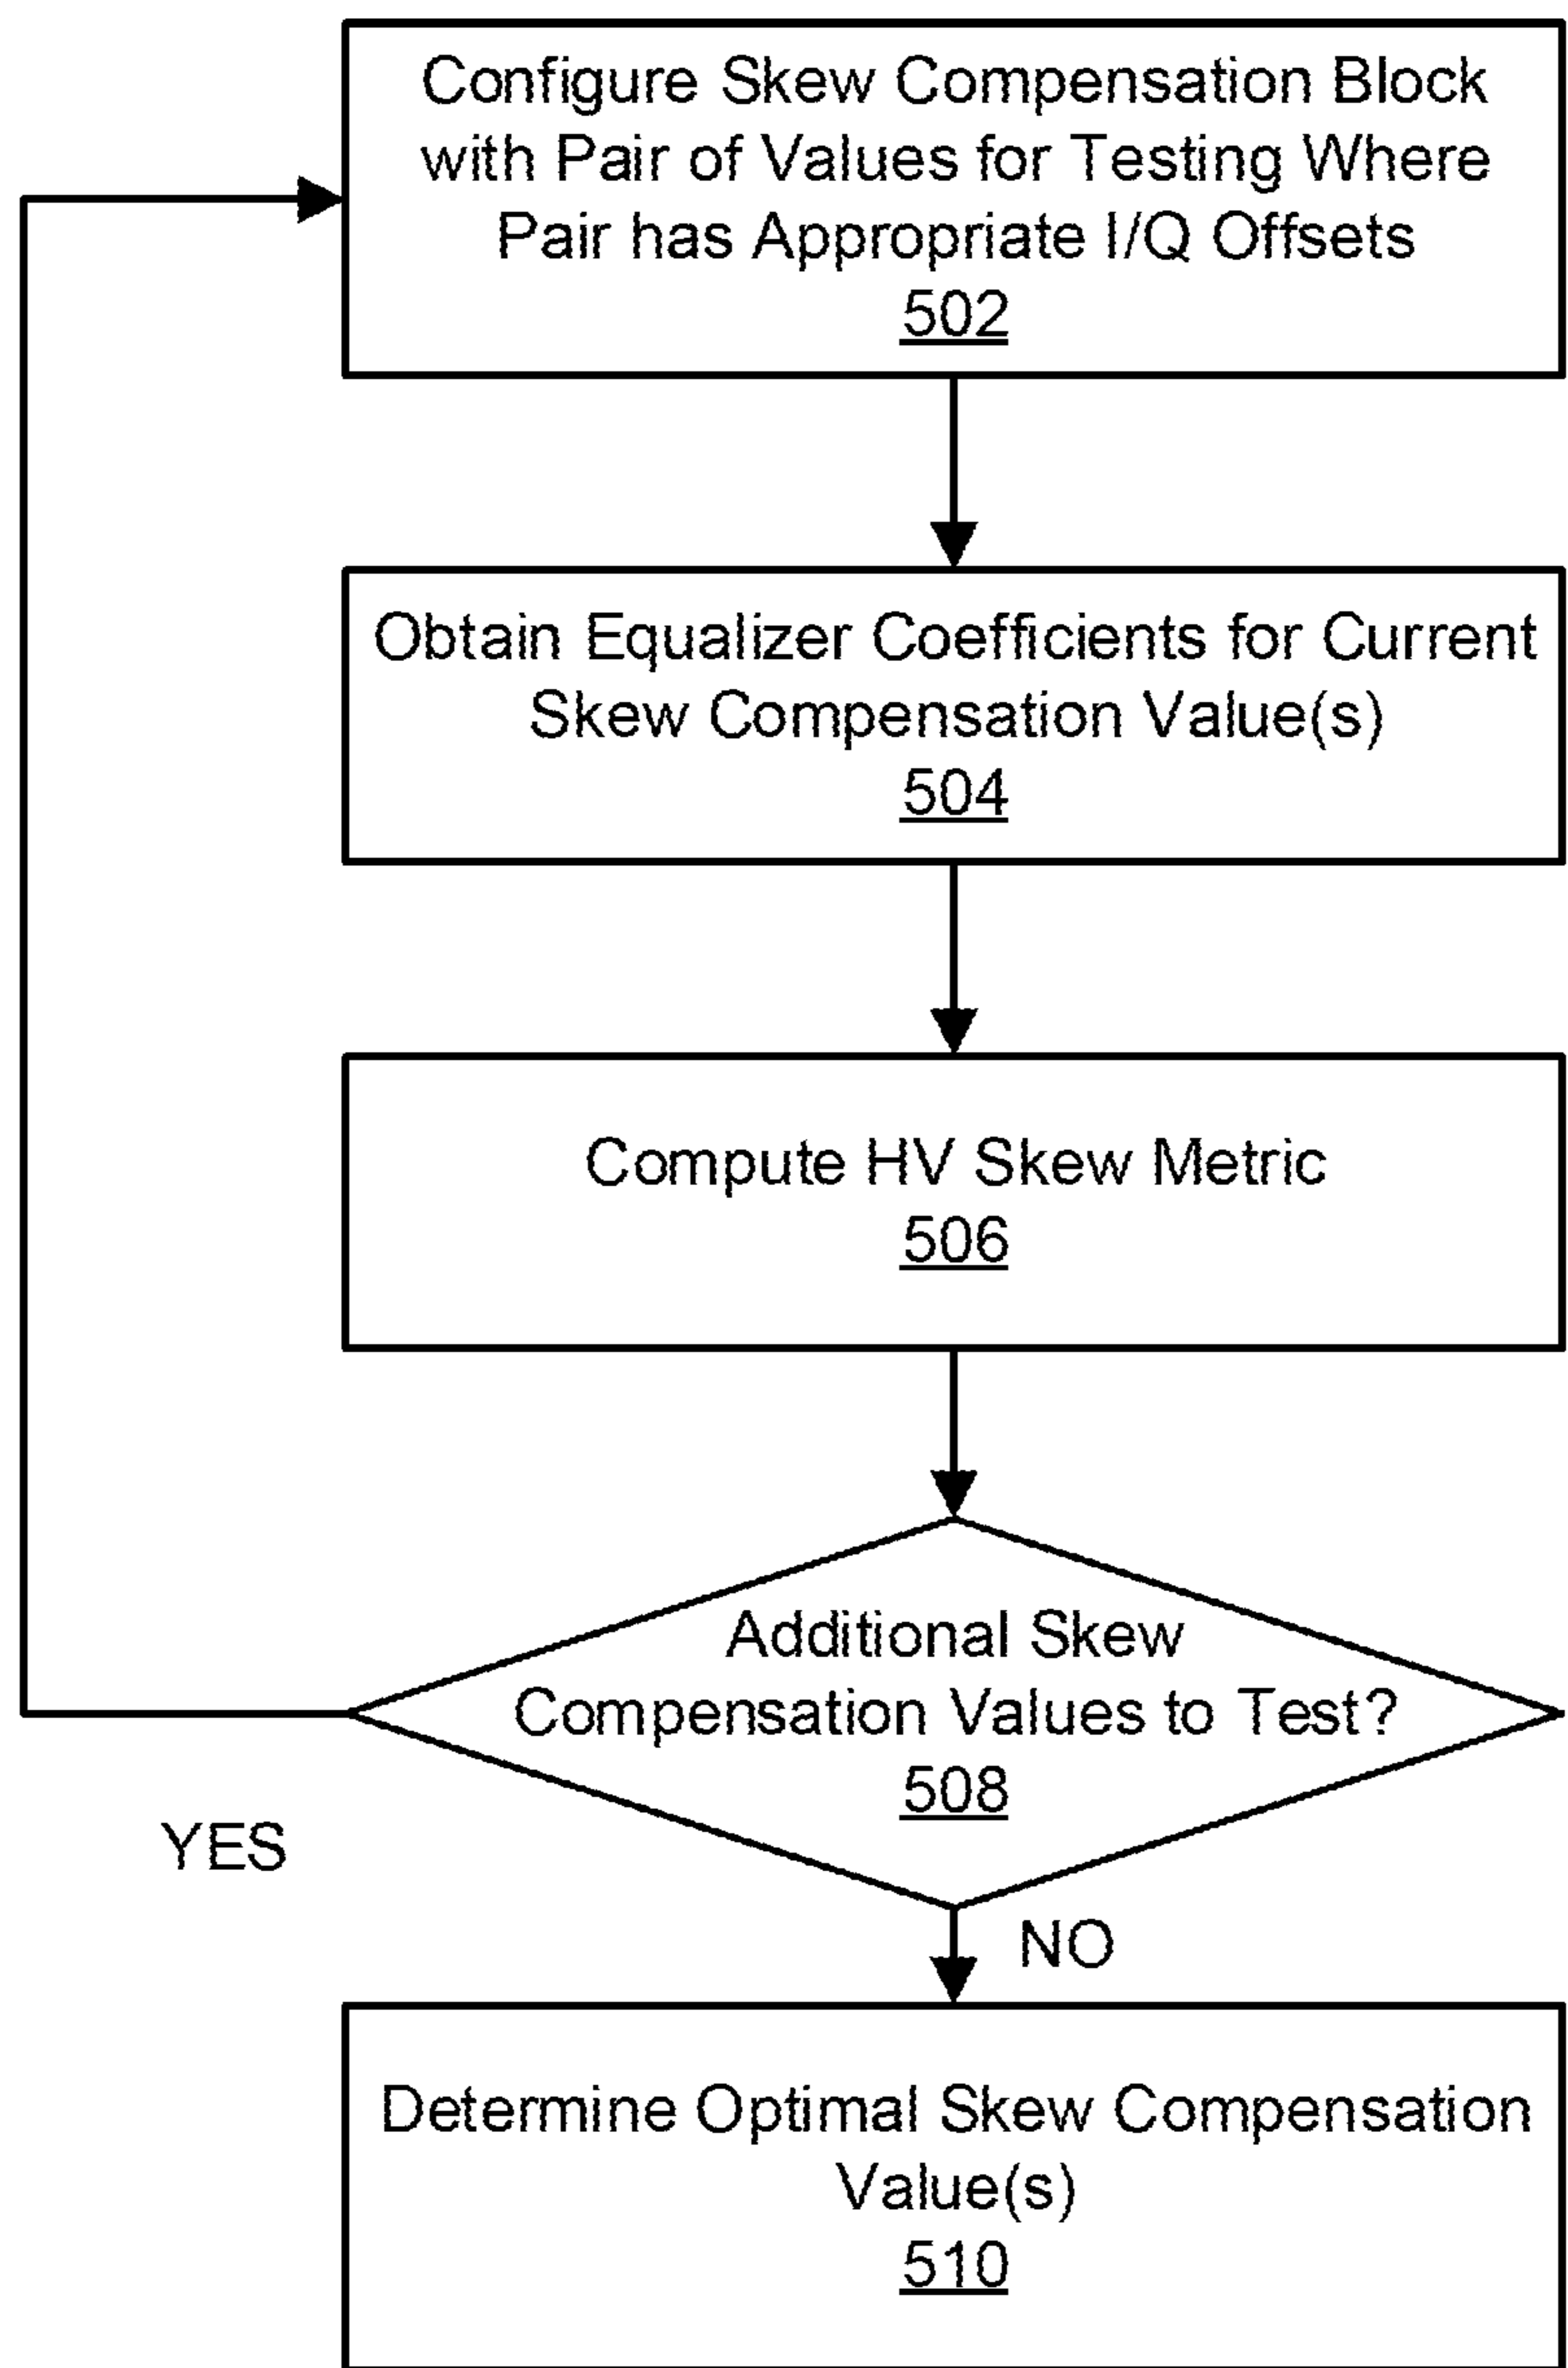 Configure Skew Compensation Block
with Pair of Values for Testing Where
Pair has Appropriate I/Q Offsets
502
Obtain Equalizer Coefficients for Current
Skew Compensation Value(s)
504
Compute HV Skew Metric
506
Additional Skew
Compensation Values to Test?
508
YES
NO
Determine Optimal Skew Compensation
Value(s)
510